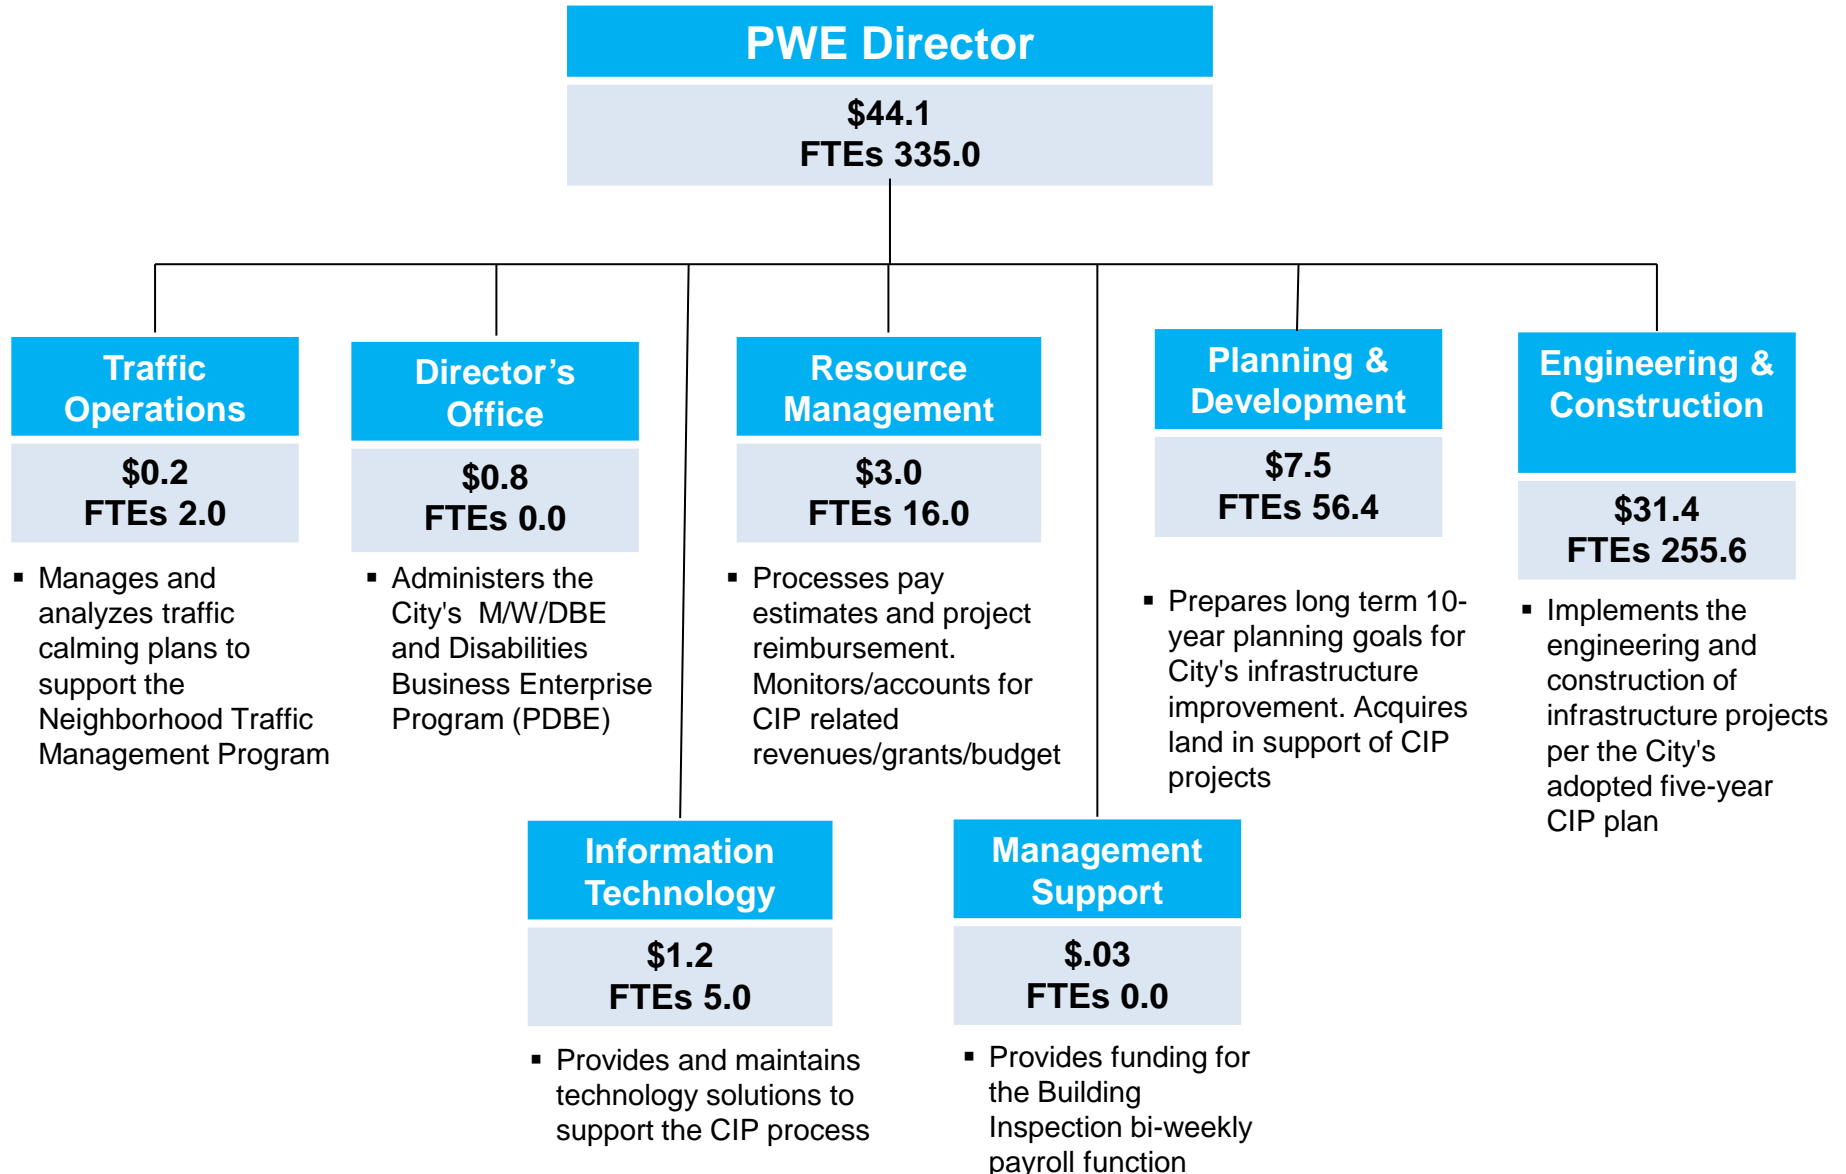 PWE Director
$44.1
FTEs 335.0
Traffic
Operations
$0.2
FTEs 2.0
▪ Manages and
analyzes traffic
calming plans to
support the
Neighborhood Traffic
Management Program
Director’s
Office
$0.8
FTEs 0.0
▪ Administers the
City's M/W/DBE
and Disabilities
Business Enterprise
Program (PDBE)
Resource
Management
$3.0
FTEs 16.0
▪ Processes pay
estimates and project
reimbursement.
Monitors/accounts for
CIP related
revenues/grants/budget
Planning &
Development
$7.5
FTEs 56.4
▪ Prepares long term 10-
year planning goals for
City's infrastructure
improvement. Acquires
land in support of CIP
projects
Engineering &
Construction
$31.4
FTEs 255.6
▪ Implements the
engineering and
construction of
infrastructure projects
per the City's
adopted five-year
CIP plan
Information
Technology
$1.2
FTEs 5.0
▪ Provides and maintains
technology solutions to
support the CIP process
Management
Support
$.03
FTEs 0.0
▪ Provides funding for
the Building
Inspection bi-weekly
payroll function